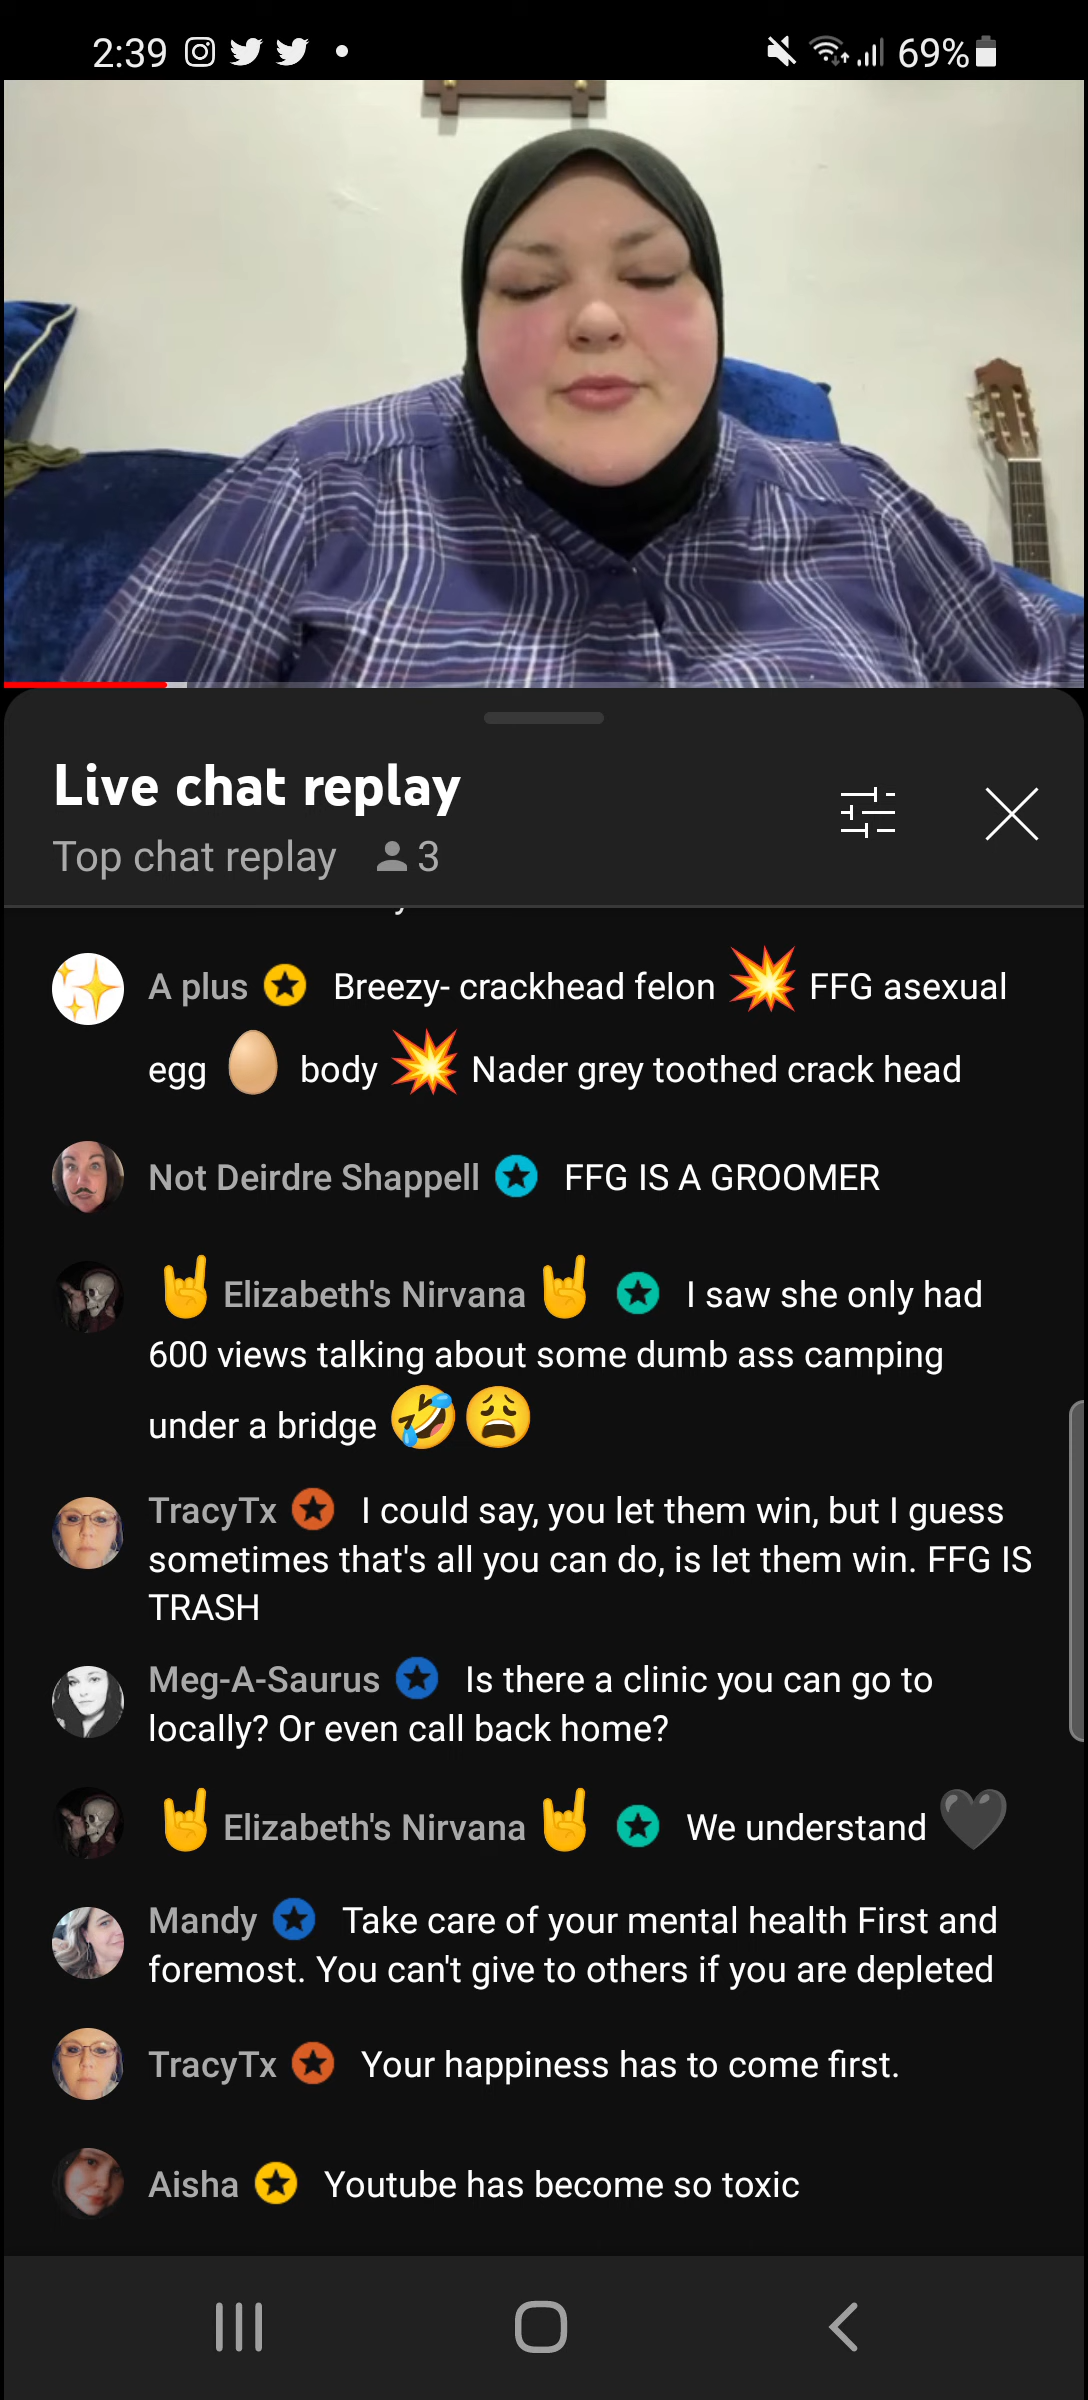 2:39 69%
Live chat replay
Top chat replay 3
A plus Breezy- crackhead felon 💥 FFG asexual
egg 🥚 body 💥 Nader grey toothed crack head
Not Deirdre Shappell FFG IS A GROOMER
🤘Elizabeth's Nirvana🤘 I saw she only had
600 views talking about some dumb ass camping
under a bridge 🤣😩
TracyTx I could say, you let them win, but I guess
sometimes that's all you can do, is let them win. FFG IS
TRASH
Meg-A-Saurus Is there a clinic you can go to
locally? Or even call back home?
🤘Elizabeth's Nirvana🤘 We understand 🖤
Mandy Take care of your mental health First and
foremost. You can't give to others if you are depleted
TracyTx Your happiness has to come first.
Aisha Youtube has become so toxic